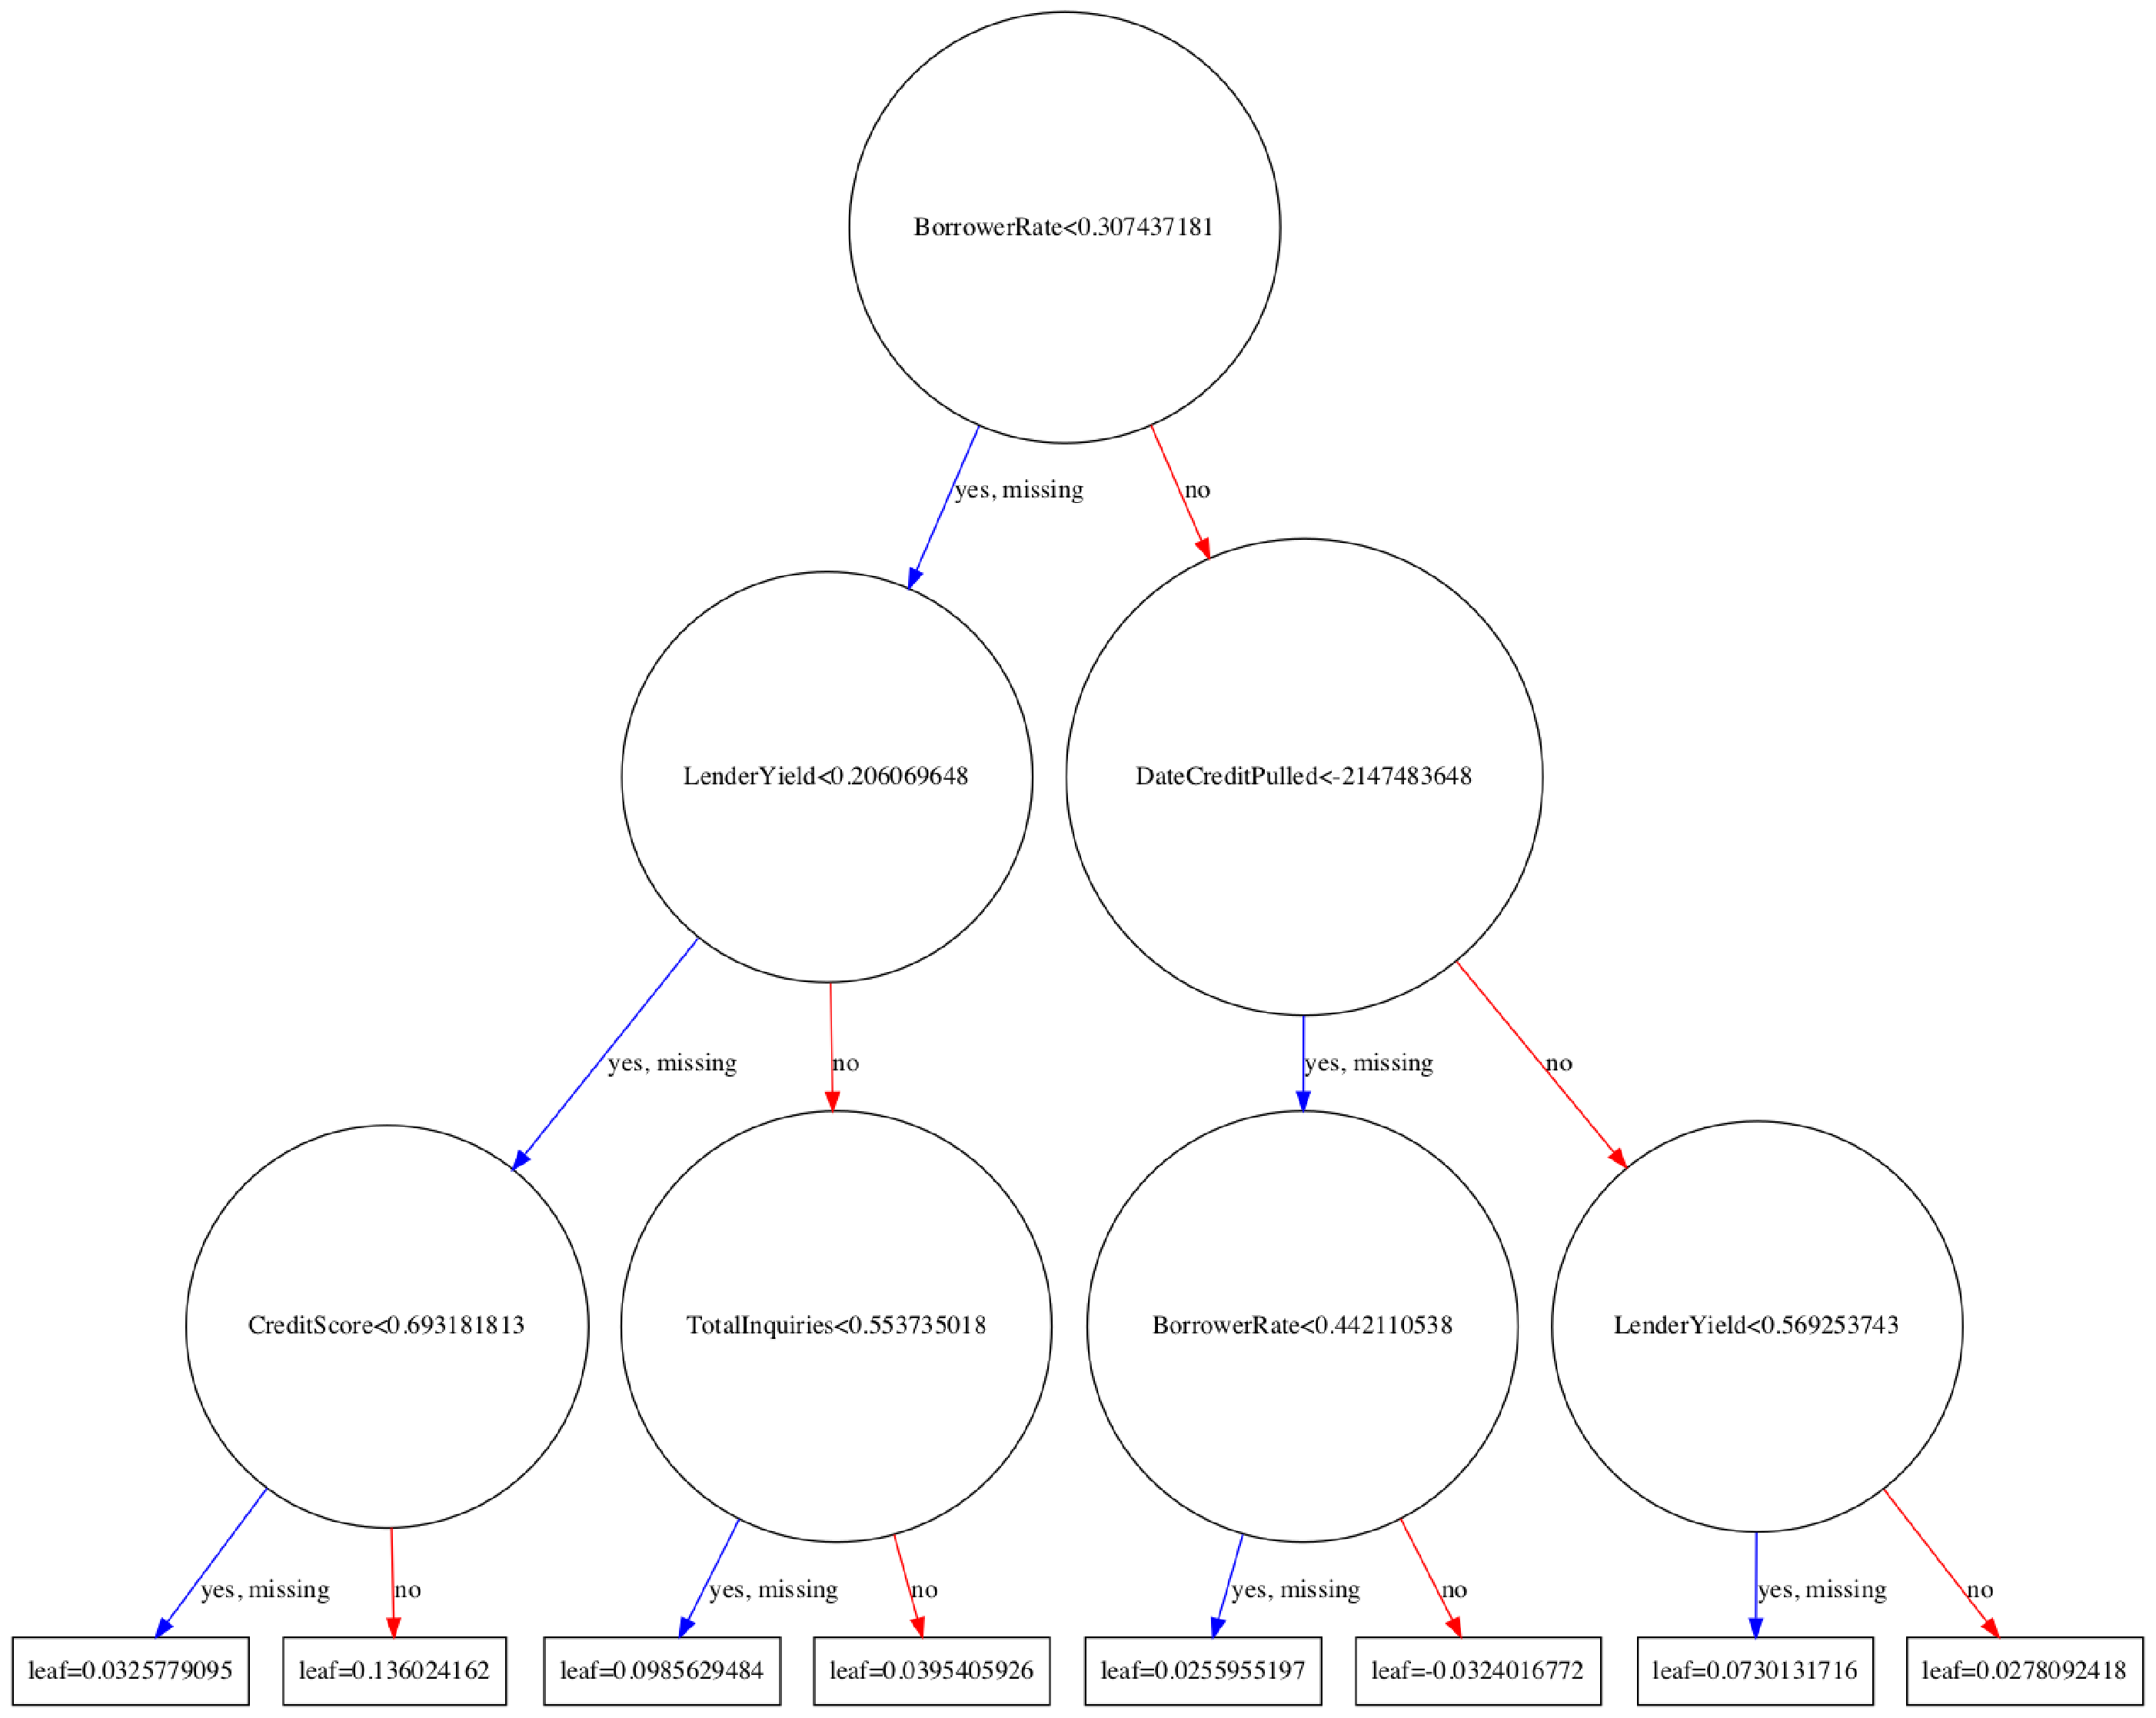 BorrowerRate<0.307437181
yes, missing
no
LenderYield<0.206069648
DateCreditPulled<-2147483648
yes, missing
no
yes, missing
no
CreditScore<0.693181813
TotalInquiries<0.553735018
BorrowerRate<0.442110538
LenderYield<0.569253743
yes, missing
no
yes, missing
no
yes, missing
no
yes, missing
no
leaf=0.0325779095
leaf=0.136024162
leaf=0.0985629484
leaf=0.0395405926
leaf=0.0255955197
leaf=-0.0324016772
leaf=0.0730131716
leaf=0.0278092418